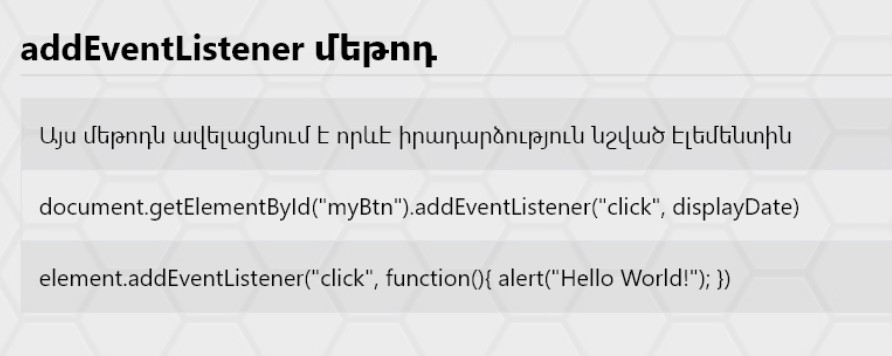 addEventListener մեթոդ
Այս մեթոդն ավելացնում է որևէ իրադարձություն նշված էլեմենտին
document.getElementById("myBtn").addEventListener("click", displayDate)
element.addEventListener("click", function(){ alert("Hello World!"); })